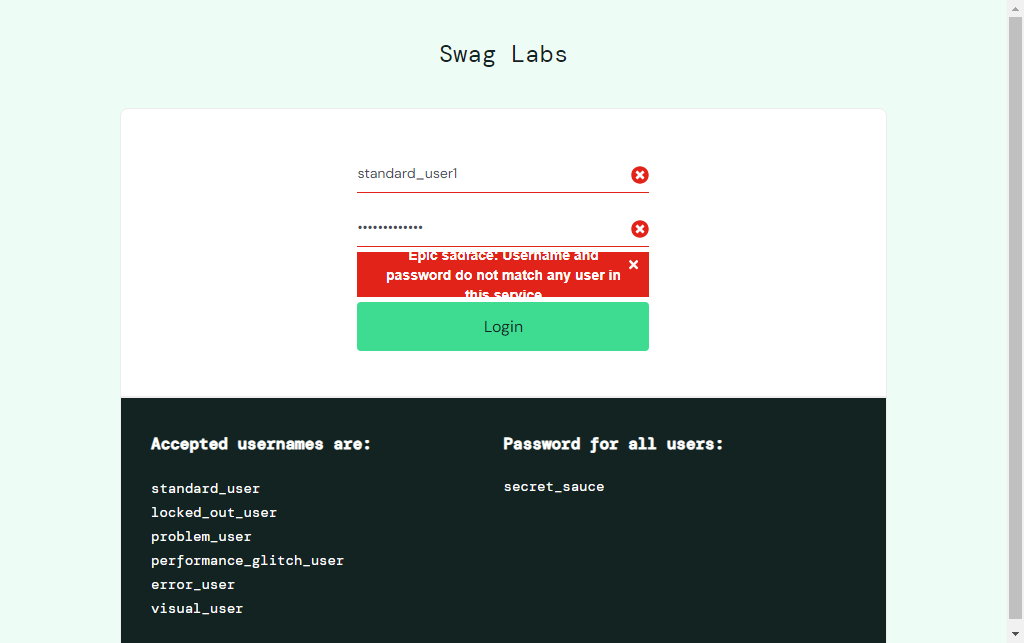 Swag Labs
standard_user1
•••••••••••••
Epic sadface: Username and
password do not match any user in
this service
Login
Accepted usernames are:
standard_user
locked_out_user
problem_user
performance_glitch_user
error_user
visual_user
Password for all users:
secret_sauce